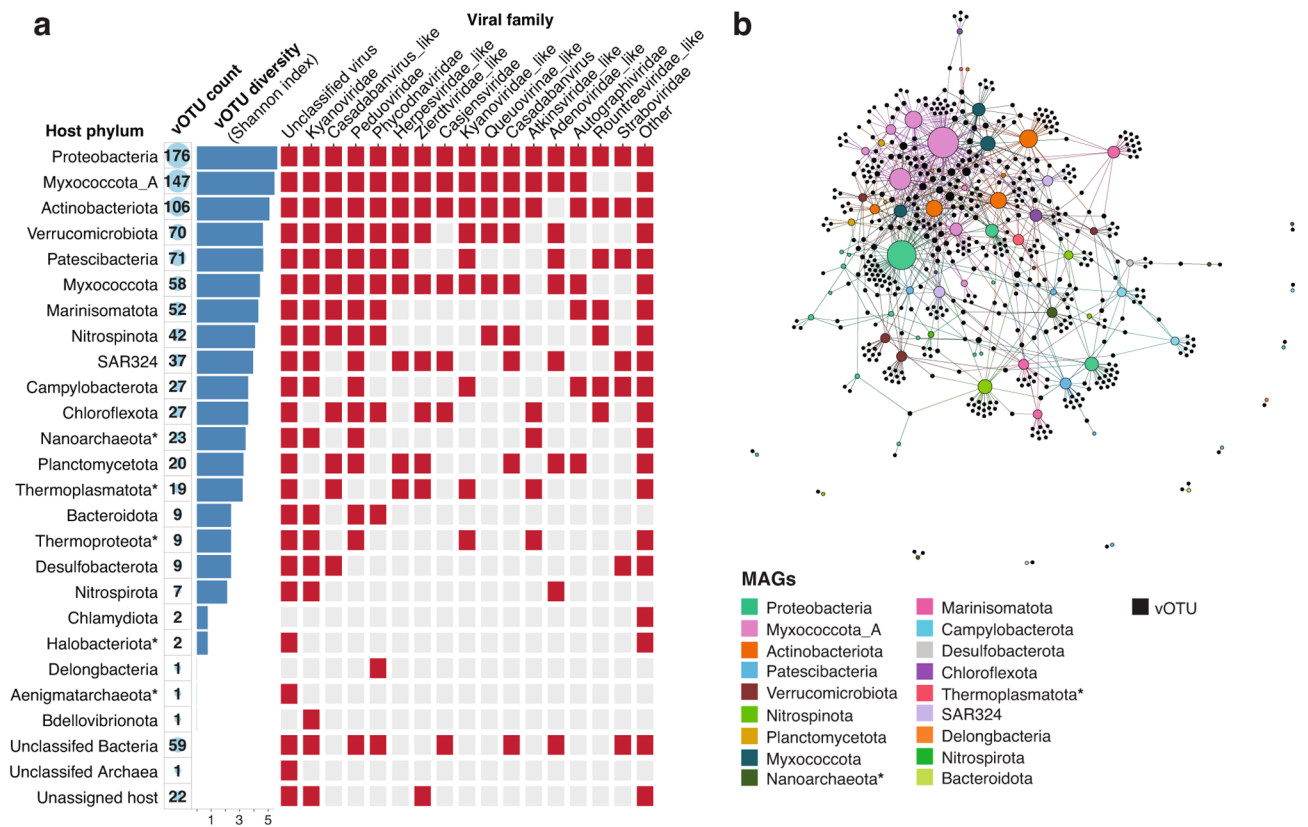 a
b
Viral family
vOTU count
vOTU diversity
(Shannon index)
Unclassified virus
Kyanoviridae
Casadabanvirus_like
Peduoviridae
Phycodnaviridae
Herpesviridae_like
Zierdtviridae_like
Casjensviridae
Kyanoviridae_like
Queuovirinae_like
Casadabanvirus
Atkinsviridae_like
Adenoviridae_like
Autographiviridae
Rountreeviridae_like
Straboviridae
Other
Host phylum
Proteobacteria 176
Myxococcota_A 147
Actinobacteriota 106
Verrucomicrobiota 70
Patescibacteria 71
Myxococcota 58
Marinisomatota 52
Nitrospinota 42
SAR324 37
Campylobacterota 27
Chloroflexota 27
Nanoarchaeota* 23
Planctomycetota 20
Thermoplasmatota* 19
Bacteroidota 9
Thermoproteota* 9
Desulfobacterota 9
Nitrospirota 7
Chlamydiota 2
Halobacteriota* 2
Delongbacteria 1
Aenigmatarchaeota* 1
Bdellovibrionota 1
Unclassifed Bacteria 59
Unclassifed Archaea 1
Unassigned host 22
1 3 5
MAGs
Proteobacteria
Myxococcota_A
Actinobacteriota
Patescibacteria
Verrucomicrobiota
Nitrospinota
Planctomycetota
Myxococcota
Nanoarchaeota*
Marinisomatota
Campylobacterota
Desulfobacterota
Chloroflexota
Thermoplasmatota*
SAR324
Delongbacteria
Nitrospirota
Bacteroidota
vOTU